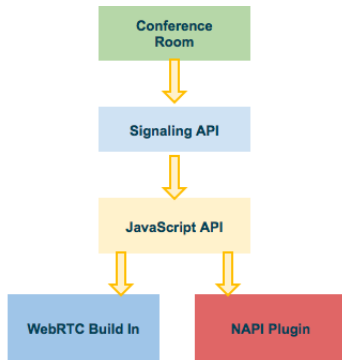 Conference
Room
Signaling API
JavaScript API
WebRTC Build In
NAPI Plugin